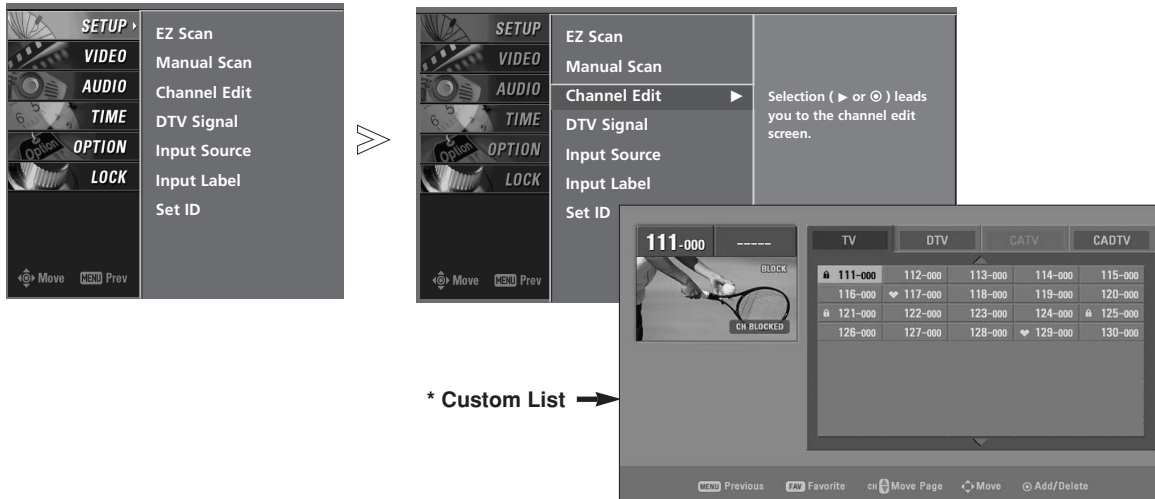 SETUP
VIDEO
AUDIO
TIME
OPTION
LOCK
Move MENU Prev
EZ Scan
Manual Scan
Channel Edit
DTV Signal
Input Source
Input Label
Set ID
SETUP
VIDEO
AUDIO
TIME
OPTION
LOCK
Move MENU Prev
EZ Scan
Manual Scan
Channel Edit ▶
DTV Signal
Input Source
Input Label
Set ID
Selection ( ▶ or ⊙ ) leads
you to the channel edit
screen.
* Custom List
111-000 -----
BLOCK
CH BLOCKED
TV DTV CATV CADTV
111-000 112-000 113-000 114-000 115-000
116-000 ♥ 117-000 118-000 119-000 120-000
121-000 122-000 123-000 124-000 125-000
126-000 127-000 128-000 ♥ 129-000 130-000
MENU Previous FAV Favorite CH Move Page Move ⊙ Add/Delete